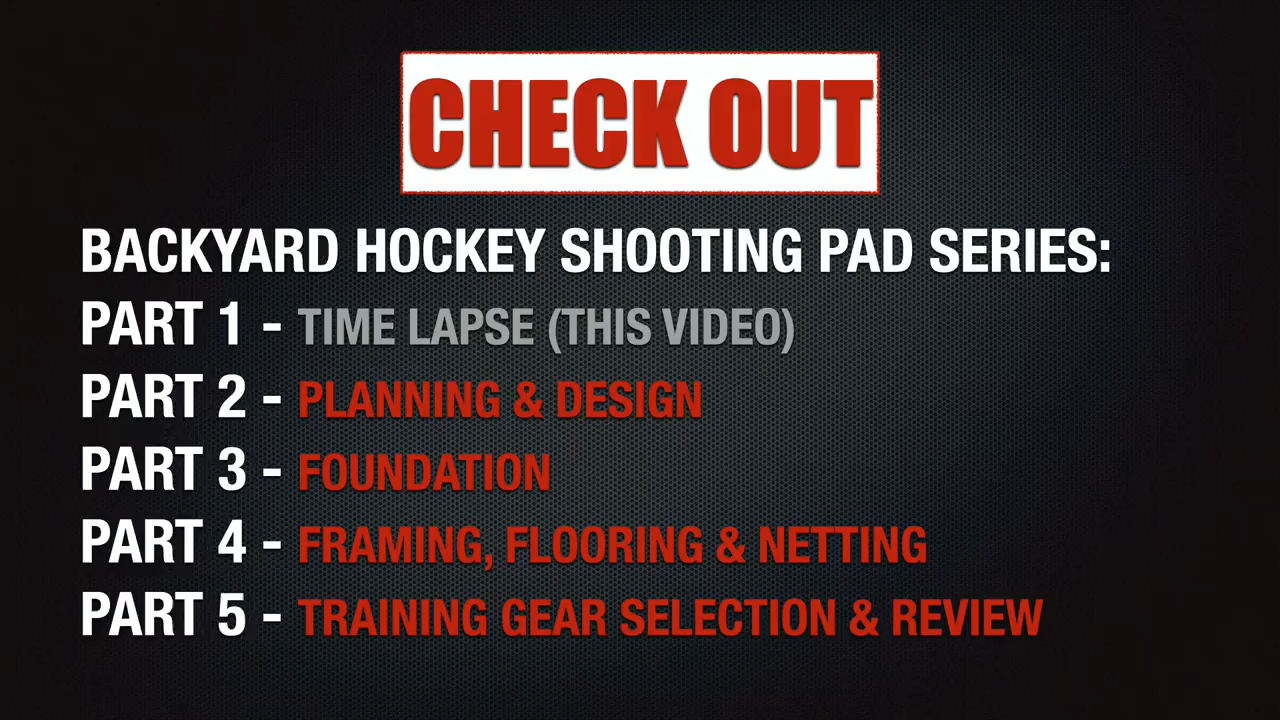 CHECK OUT
BACKYARD HOCKEY SHOOTING PAD SERIES:
PART 1 - TIME LAPSE (THIS VIDEO)
PART 2 - PLANNING & DESIGN
PART 3 - FOUNDATION
PART 4 - FRAMING, FLOORING & NETTING
PART 5 - TRAINING GEAR SELECTION & REVIEW